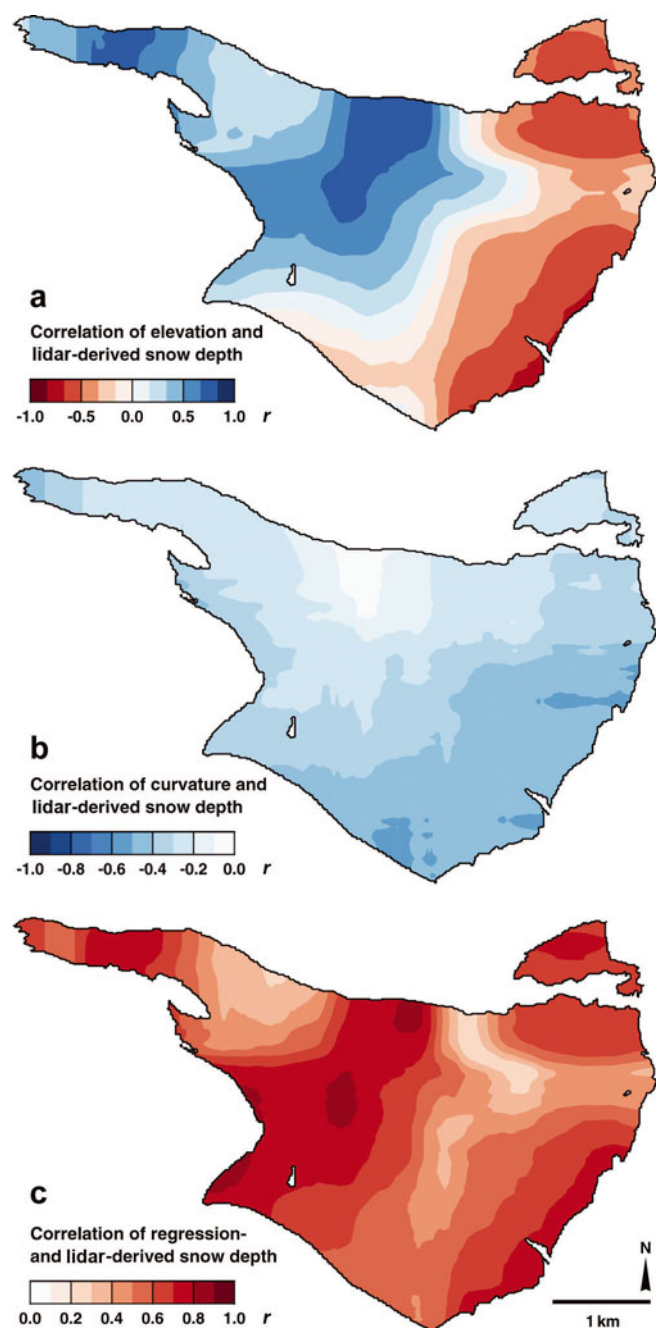 a
Correlation of elevation and
lidar-derived snow depth
-1.0 -0.5 0.0 0.5 1.0 r
b
Correlation of curvature and
lidar-derived snow depth
-1.0 -0.8 -0.6 -0.4 -0.2 0.0 r
c
Correlation of regression-
and lidar-derived snow depth
0.0 0.2 0.4 0.6 0.8 1.0 r
N
1 km